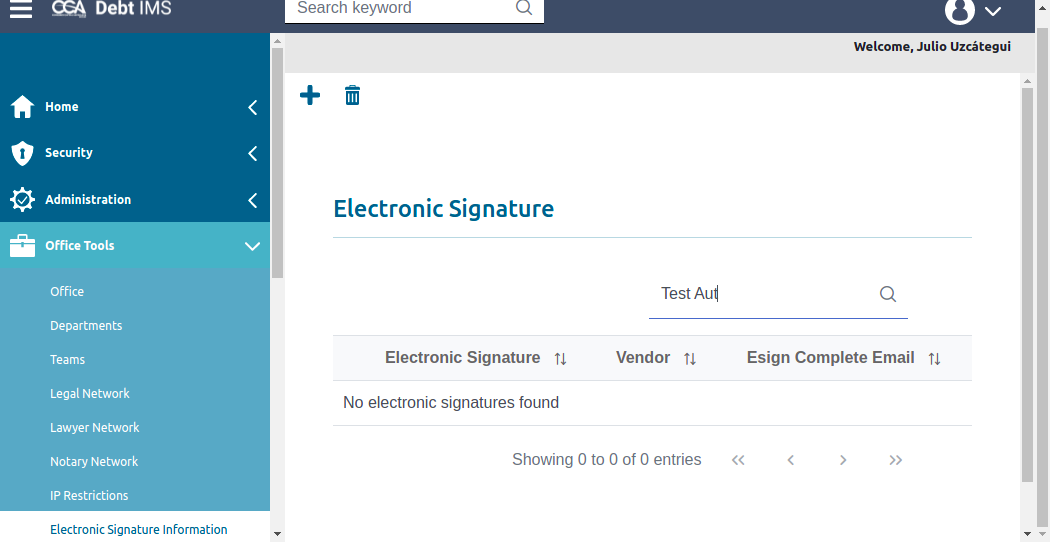 CGA Debt IMS
Search keyword
Welcome, Julio Uzcátegui
Home
Security
Administration
Office Tools
Office
Departments
Teams
Legal Network
Lawyer Network
Notary Network
IP Restrictions
Electronic Signature Information
Electronic Signature
Test Aut
Electronic Signature Vendor Esign Complete Email
No electronic signatures found
Showing 0 to 0 of 0 entries